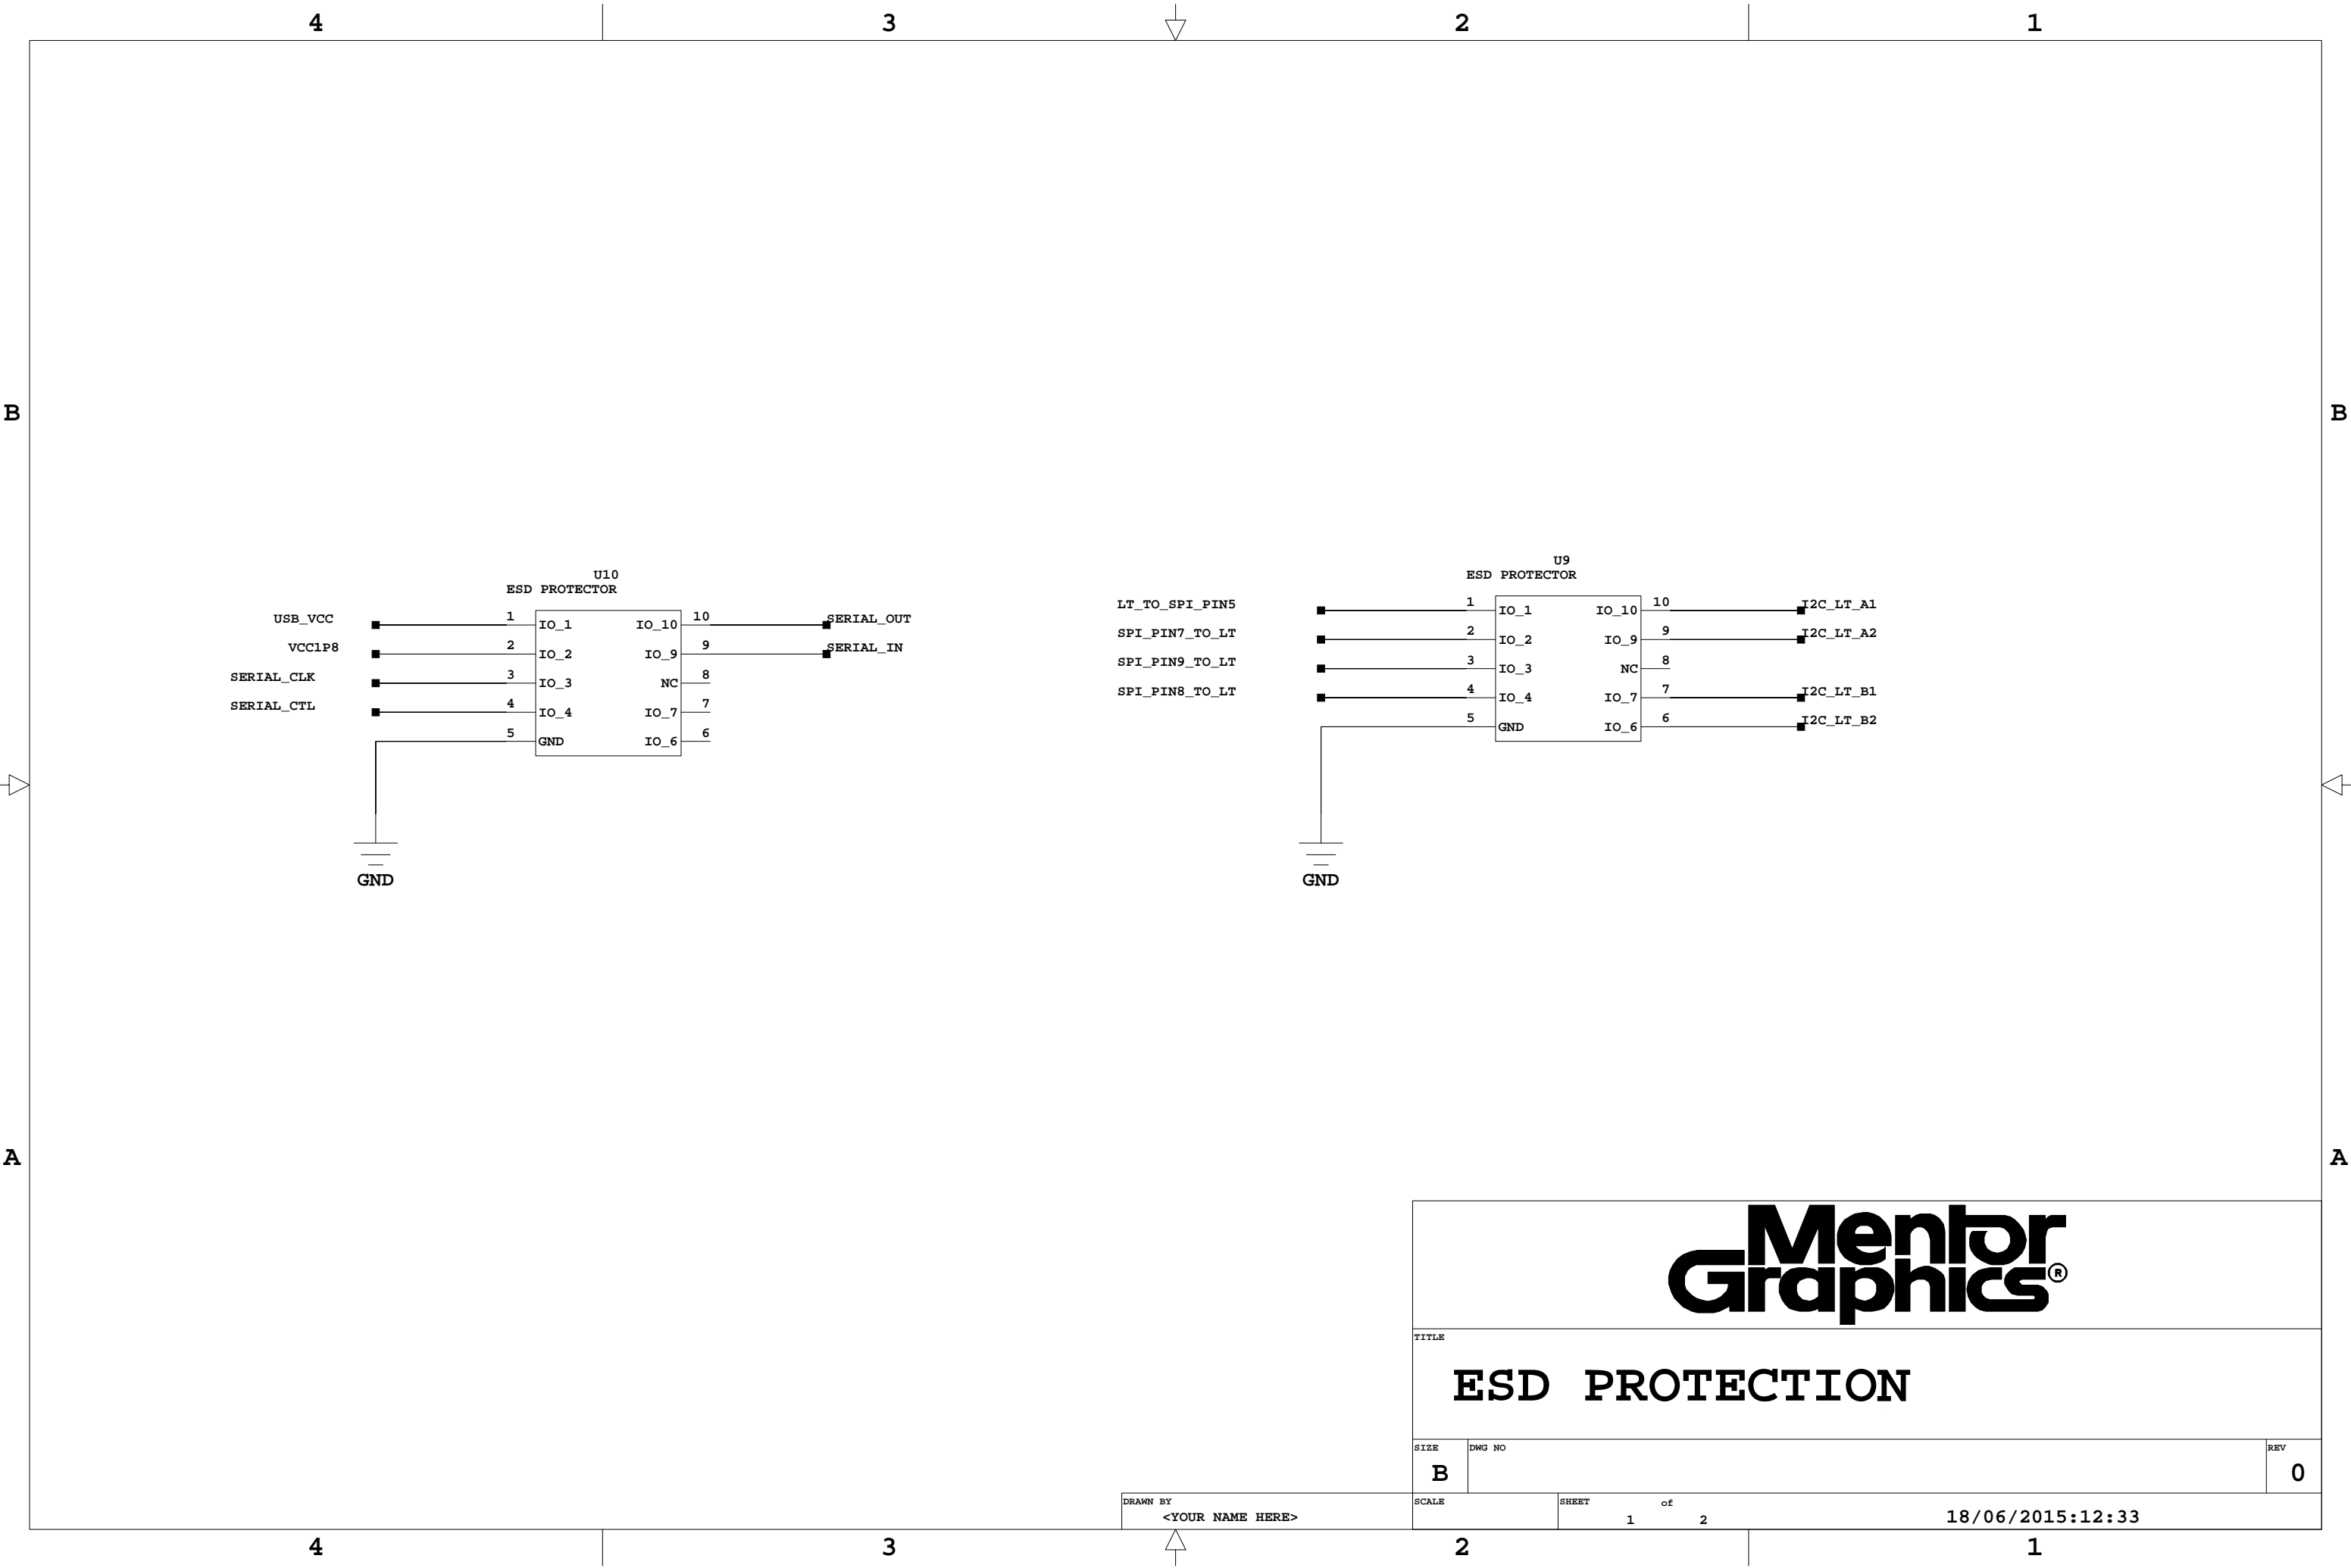 4 3 2 1
B B
U10
ESD PROTECTOR
USB_VCC 1 IO_1 IO_10 10 SERIAL_OUT
VCC1P8 2 IO_2 IO_9 9 SERIAL_IN
SERIAL_CLK 3 IO_3 NC 8
SERIAL_CTL 4 IO_4 IO_7 7
5 GND IO_6 6
GND
U9
ESD PROTECTOR
LT_TO_SPI_PIN5 1 IO_1 IO_10 10 I2C_LT_A1
SPI_PIN7_TO_LT 2 IO_2 IO_9 9 I2C_LT_A2
SPI_PIN9_TO_LT 3 IO_3 NC 8
SPI_PIN8_TO_LT 4 IO_4 IO_7 7 I2C_LT_B1
5 GND IO_6 6 I2C_LT_B2
GND
A A
Mentor
Graphics®
TITLE
ESD PROTECTION
SIZE DWG NO REV
B 0
DRAWN BY SCALE SHEET of
<YOUR NAME HERE> 1 2 18/06/2015:12:33
4 3 2 1